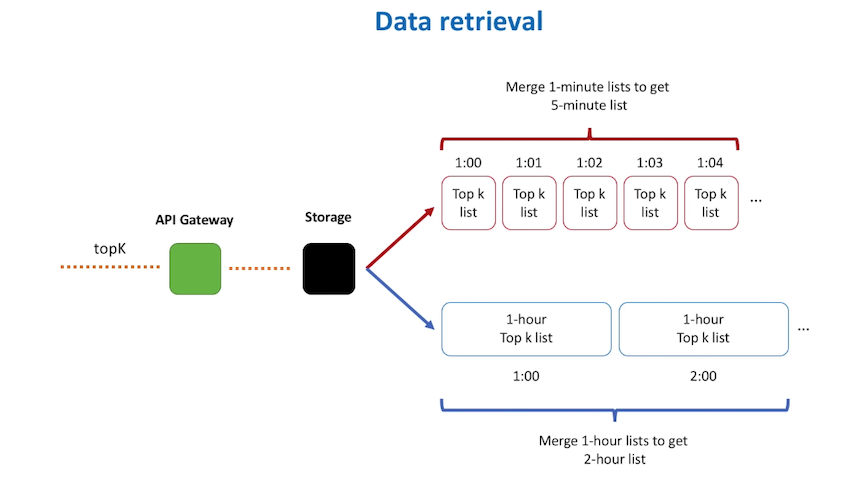 Data retrieval
Merge 1-minute lists to get
5-minute list
1:00 1:01 1:02 1:03 1:04
Top k Top k Top k Top k Top k
list list list list list ...
API Gateway Storage
topK
1-hour 1-hour
Top k list Top k list ...
1:00 2:00
Merge 1-hour lists to get
2-hour list